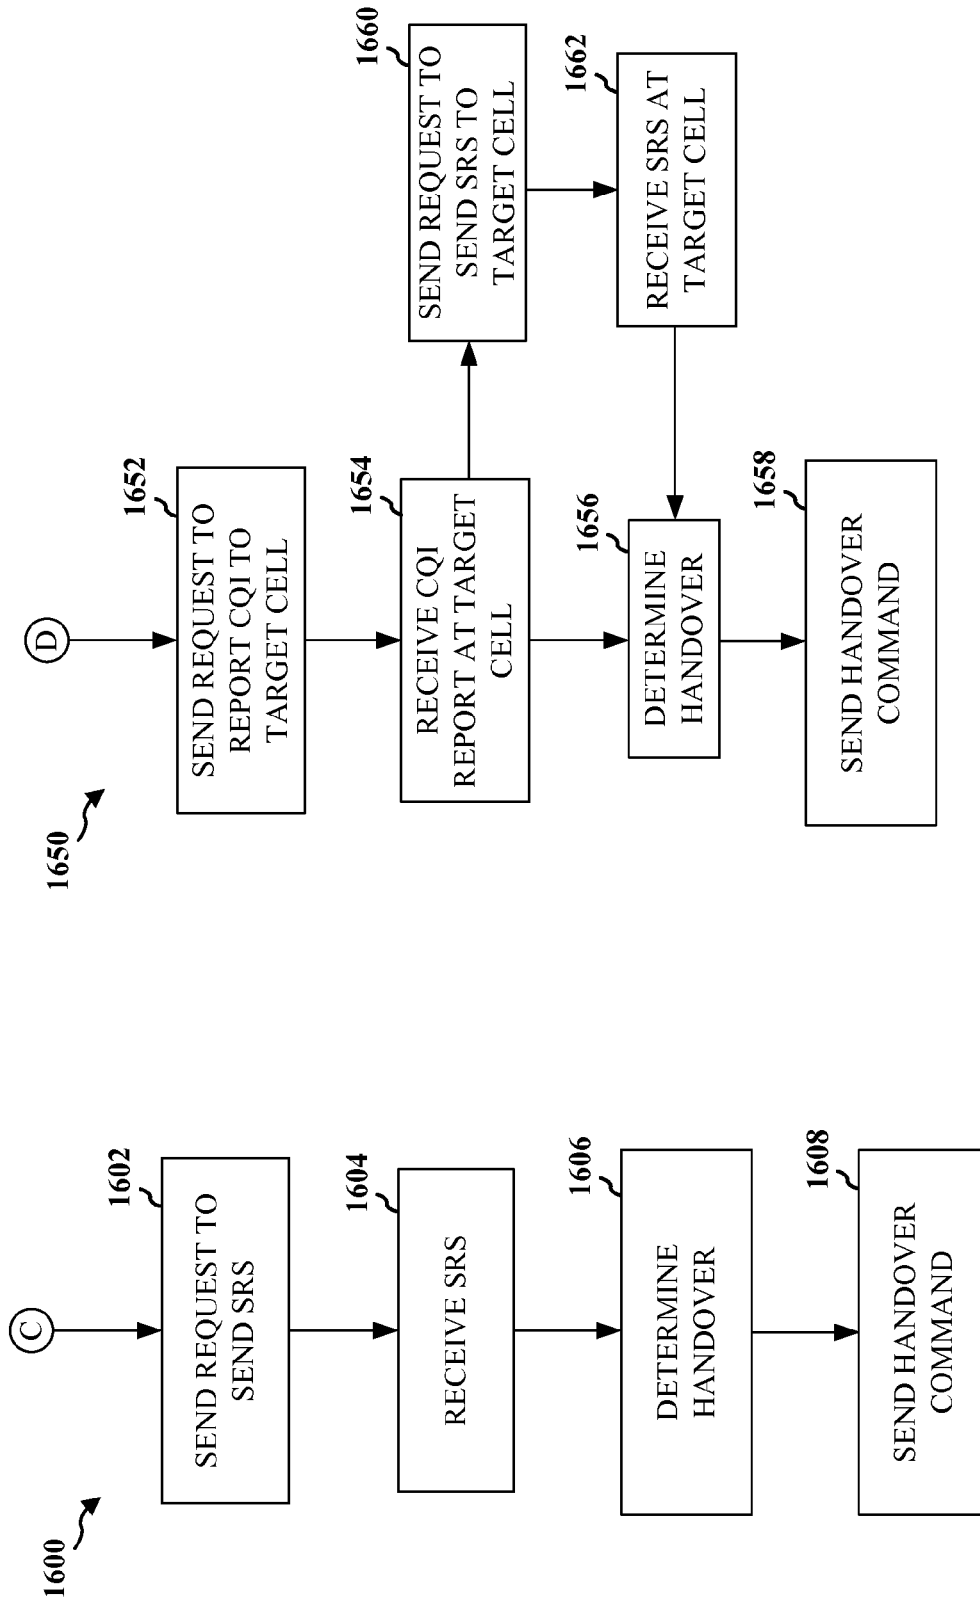 1600
C
1602
SEND REQUEST TO
SEND SRS
1604
RECEIVE SRS
1606
DETERMINE
HANDOVER
1608
SEND HANDOVER
COMMAND
1650
D
1652
SEND REQUEST TO
REPORT CQI TO
TARGET CELL
1654
RECEIVE CQI
REPORT AT TARGET
CELL
1656
DETERMINE
HANDOVER
1658
SEND HANDOVER
COMMAND
1660
SEND REQUEST TO
SEND SRS TO
TARGET CELL
1662
RECEIVE SRS AT
TARGET CELL